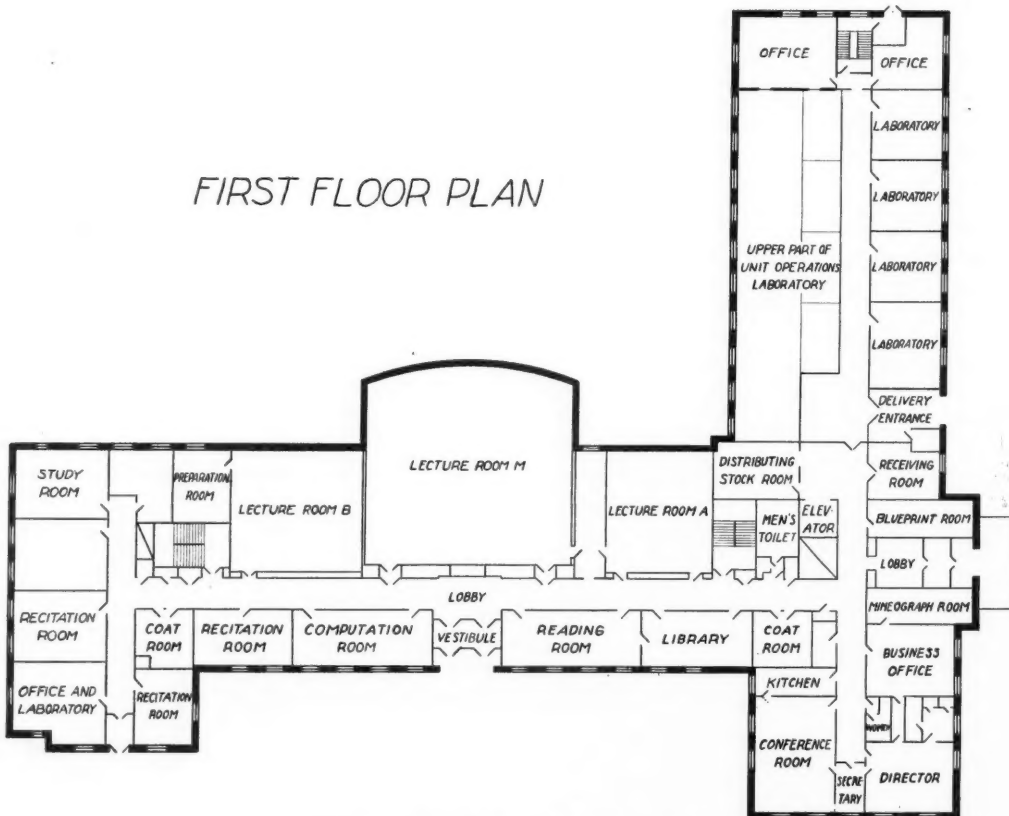 OFFICE
OFFICE
LABORATORY
FIRST FLOOR PLAN
LABORATORY
UPPER PART OF
UNIT OPERATIONS
LABORATORY
LABORATORY
LABORATORY
DELIVERY
ENTRANCE
STUDY
ROOM
PREPARATION
ROOM
LECTURE ROOM B
LECTURE ROOM M
LECTURE ROOM A
DISTRIBUTING
STOCK ROOM
RECEIVING
ROOM
MEN'S
TOILET
ELEV-
ATOR
BLUEPRINT ROOM
LOBBY
LOBBY
MINEOGRAPH ROOM
RECITATION
ROOM
COAT
ROOM
RECITATION
ROOM
COMPUTATION
ROOM
VESTIBULE
READING
ROOM
LIBRARY
COAT
ROOM
BUSINESS
OFFICE
KITCHEN
OFFICE AND
LABORATORY
RECITATION
ROOM
WOMEN
CONFERENCE
ROOM
SECRE
TARY
DIRECTOR